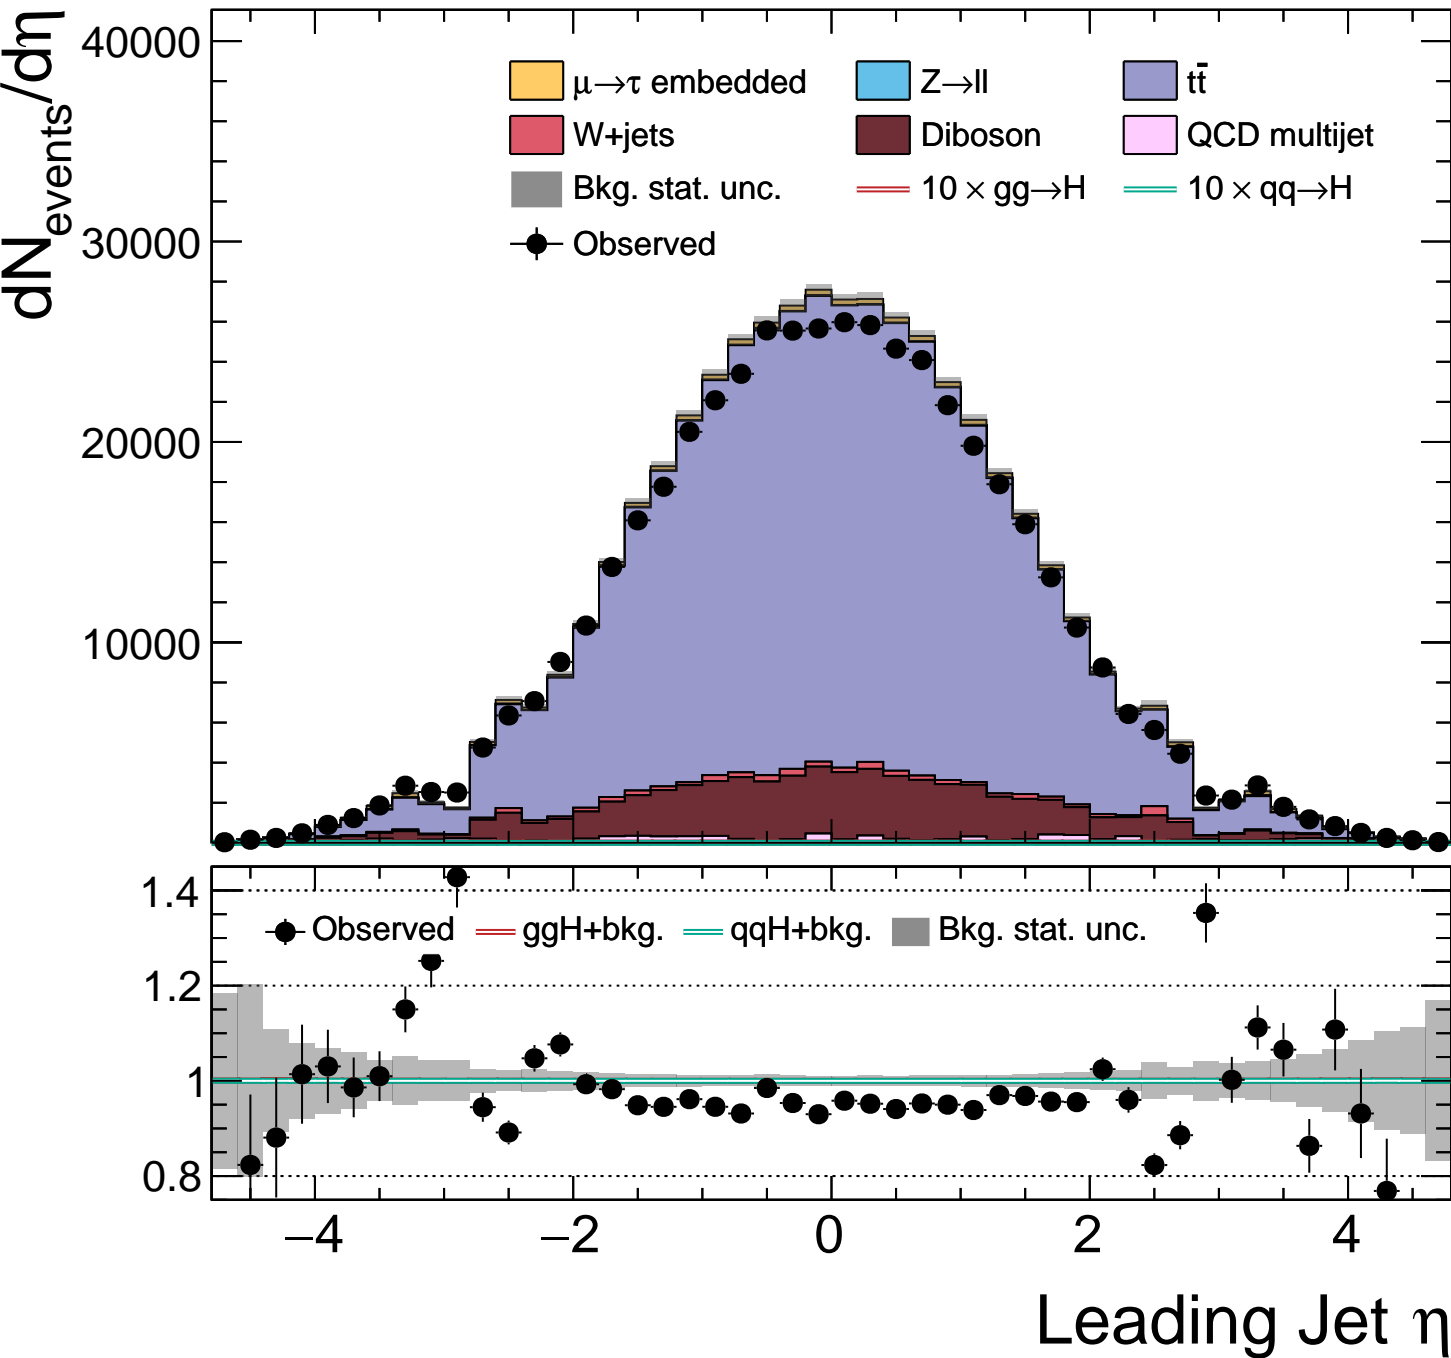 dN_events/dη
40000
30000
20000
10000
μ→τ embedded Z→ll tt̄
W+jets Diboson QCD multijet
Bkg. stat. unc. 10 × gg→H 10 × qq→H
Observed
1.4
1.2
1
0.8
Observed ggH+bkg. qqH+bkg. Bkg. stat. unc.
−4 −2 0 2 4
Leading Jet η